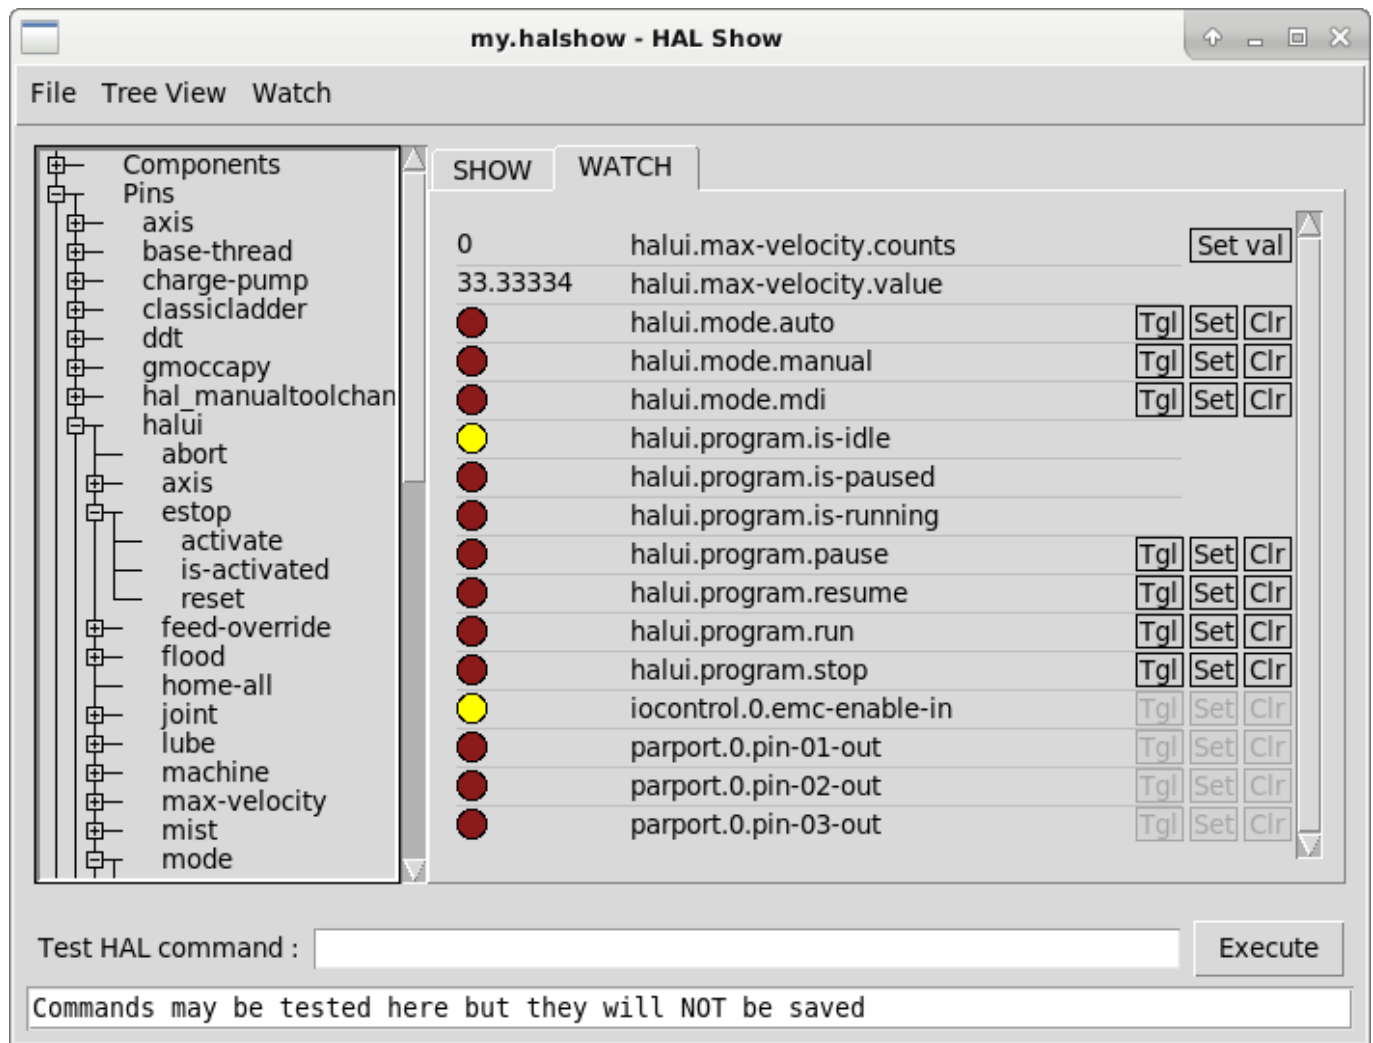 my.halshow - HAL Show
File Tree View Watch
Components
Pins
axis
base-thread
charge-pump
classicladder
ddt
gmoccapy
hal_manualtoolchan
halui
abort
axis
estop
activate
is-activated
reset
feed-override
flood
home-all
joint
lube
machine
max-velocity
mist
mode
SHOW WATCH
0 halui.max-velocity.counts Set val
33.33334 halui.max-velocity.value
halui.mode.auto Tgl Set Clr
halui.mode.manual Tgl Set Clr
halui.mode.mdi Tgl Set Clr
halui.program.is-idle
halui.program.is-paused
halui.program.is-running
halui.program.pause Tgl Set Clr
halui.program.resume Tgl Set Clr
halui.program.run Tgl Set Clr
halui.program.stop Tgl Set Clr
iocontrol.0.emc-enable-in Tgl Set Clr
parport.0.pin-01-out Tgl Set Clr
parport.0.pin-02-out Tgl Set Clr
parport.0.pin-03-out Tgl Set Clr
Test HAL command : Execute
Commands may be tested here but they will NOT be saved